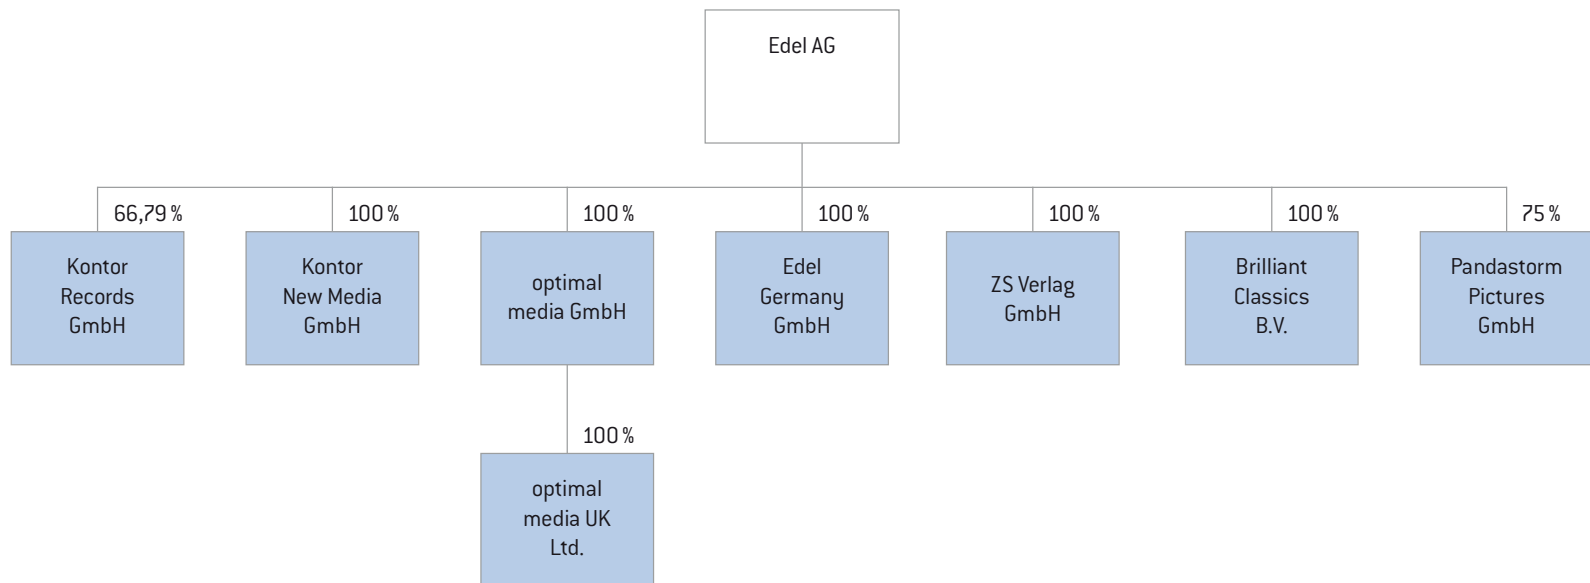 Edel AG
66,79 %
100 %
100 %
100 %
100 %
100 %
75 %
Kontor
Records
GmbH
Kontor
New Media
GmbH
optimal
media GmbH
Edel
Germany
GmbH
ZS Verlag
GmbH
Brilliant
Classics
B.V.
Pandastorm
Pictures
GmbH
100 %
optimal
media UK
Ltd.